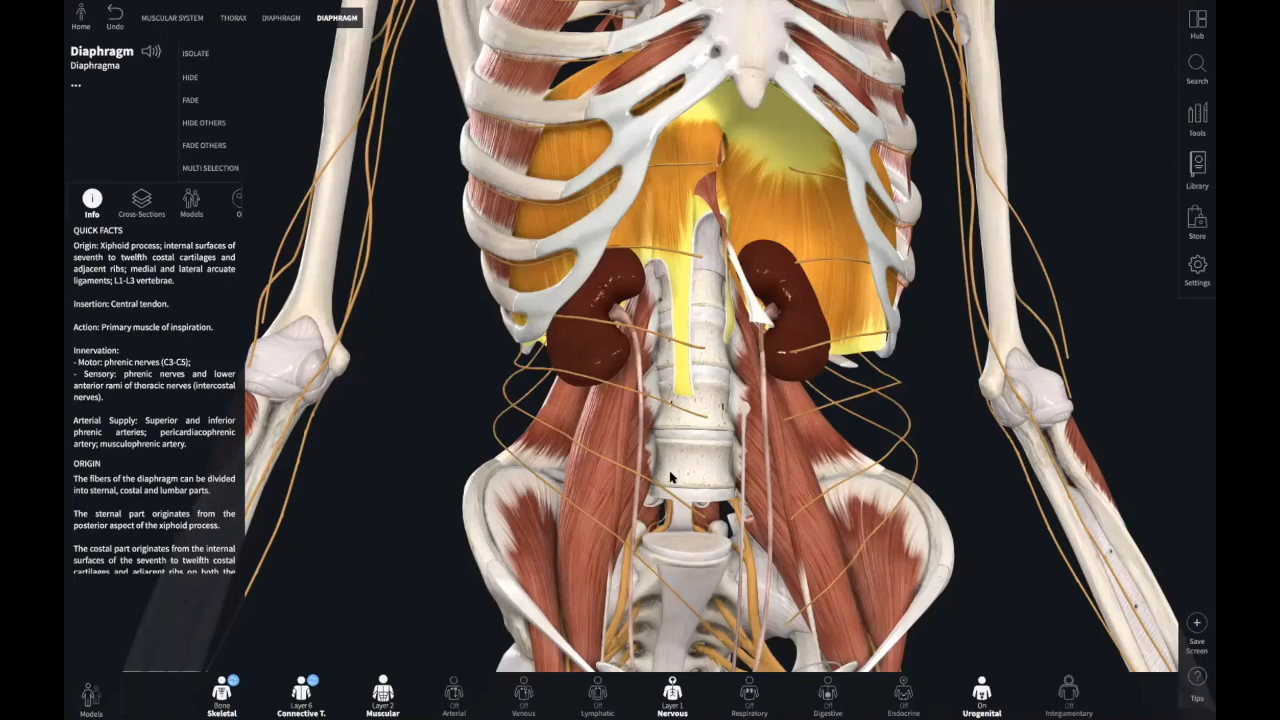 Home
Undo
MUSCULAR SYSTEM
THORAX
DIAPHRAGM
DIAPHRAGM
Diaphragm
Diaphragma
•••
ISOLATE
HIDE
FADE
HIDE OTHERS
FADE OTHERS
MULTI SELECTION
Info
Cross-Sections
Models
QUICK FACTS
Origin: Xiphoid process; internal surfaces of
seventh to twelfth costal cartilages and
adjacent ribs; medial and lateral arcuate
ligaments; L1-L3 vertebrae.
Insertion: Central tendon.
Action: Primary muscle of inspiration.
Innervation:
- Motor: phrenic nerves (C3-C5);
- Sensory: phrenic nerves and lower
anterior rami of thoracic nerves (intercostal
nerves).
Arterial Supply: Superior and inferior
phrenic arteries; pericardiacophrenic
artery; musculophrenic artery.
ORIGIN
The fibers of the diaphragm can be divided
into sternal, costal and lumbar parts.
The sternal part originates from the
posterior aspect of the xiphoid process.
The costal part originates from the internal
surfaces of the seventh to twelfth costal
cartilages and adjacent ribs on both the
Hub
Search
Tools
Library
Store
Settings
Save
Screen
Tips
Models
Bone
Skeletal
Layer 6
Connective T.
Layer 2
Muscular
Off
Arterial
Off
Venous
Off
Lymphatic
Layer 1
Nervous
Off
Respiratory
Off
Digestive
Off
Endocrine
On
Urogenital
Off
Integumentary